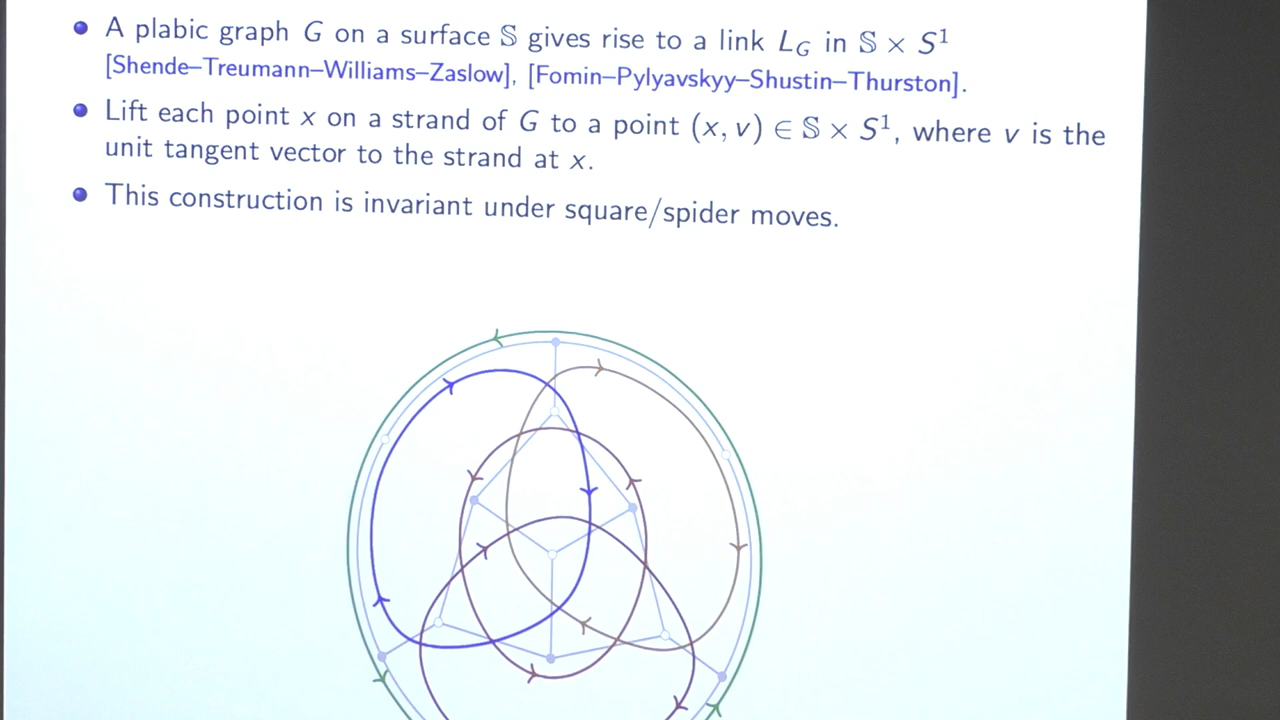 A plabic graph G on a surface 𝕊 gives rise to a link L_G in 𝕊 × S¹
[Shende–Treumann–Williams–Zaslow], [Fomin–Pylyavskyy–Shustin–Thurston].
Lift each point x on a strand of G to a point (x, v) ∈ 𝕊 × S¹, where v is the
unit tangent vector to the strand at x.
This construction is invariant under square/spider moves.